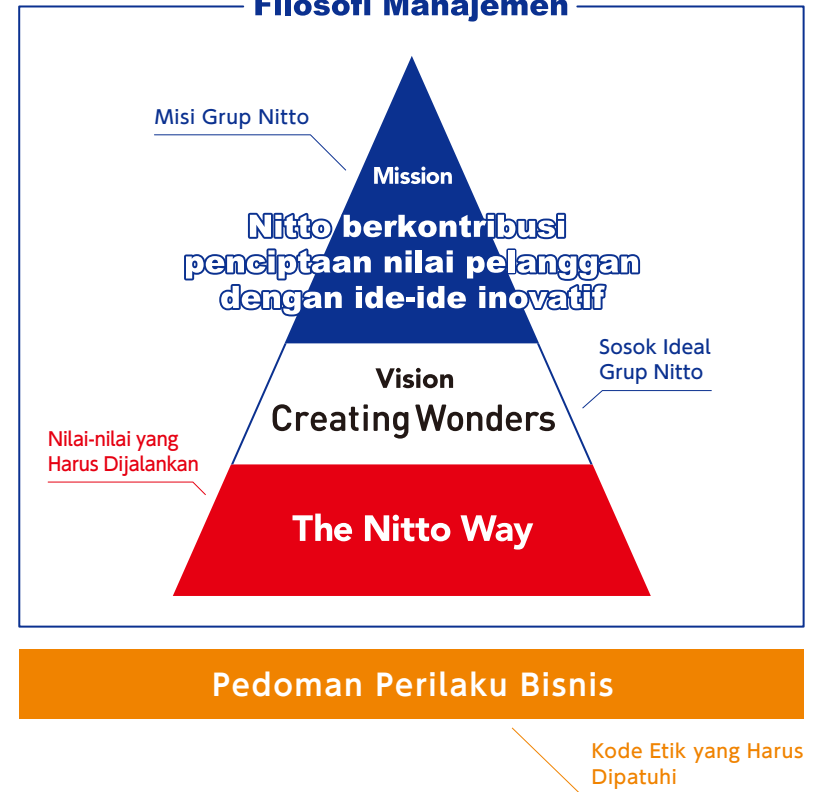 Filosofi Manajemen
Misi Grup Nitto
Mission
Nitto berkontribusi
penciptaan nilai pelanggan
dengan ide-ide inovatif
Sosok Ideal
Grup Nitto
Vision
Creating Wonders
Nilai-nilai yang
Harus Dijalankan
The Nitto Way
Pedoman Perilaku Bisnis
Kode Etik yang Harus
Dipatuhi